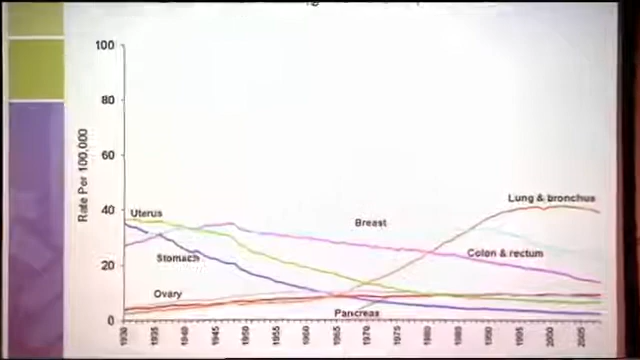 100
80
60
40
20
0
Rate Per 100,000
Uterus
Stomach
Ovary
Breast
Lung & bronchus
Colon & rectum
Pancreas
1930
1935
1940
1945
1950
1955
1960
1965
1970
1975
1980
1985
1990
1995
2000
2005